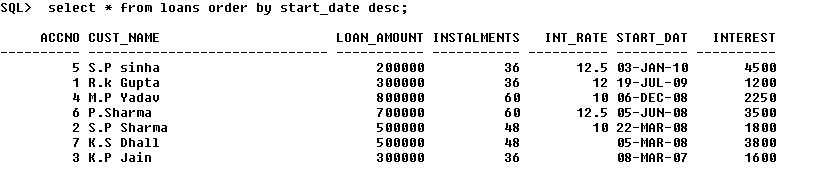 SQL>  select * from loans order by start_date desc;
ACCNO CUST_NAME LOAN_AMOUNT INSTALMENTS INT_RATE START_DAT INTEREST
---------- ------------------------------ ----------- ----------- ---------- --------- ----------
5 S.P sinha 200000 36 12.5 03-JAN-10 4500
1 R.k Gupta 300000 36 12 19-JUL-09 1200
4 M.P Yadav 800000 60 10 06-DEC-08 2250
6 P.Sharma 700000 60 12.5 05-JUN-08 3500
2 S.P Sharma 500000 48 10 22-MAR-08 1800
7 K.S Dhall 500000 48 05-MAR-08 3800
3 K.P Jain 300000 36 08-MAR-07 1600